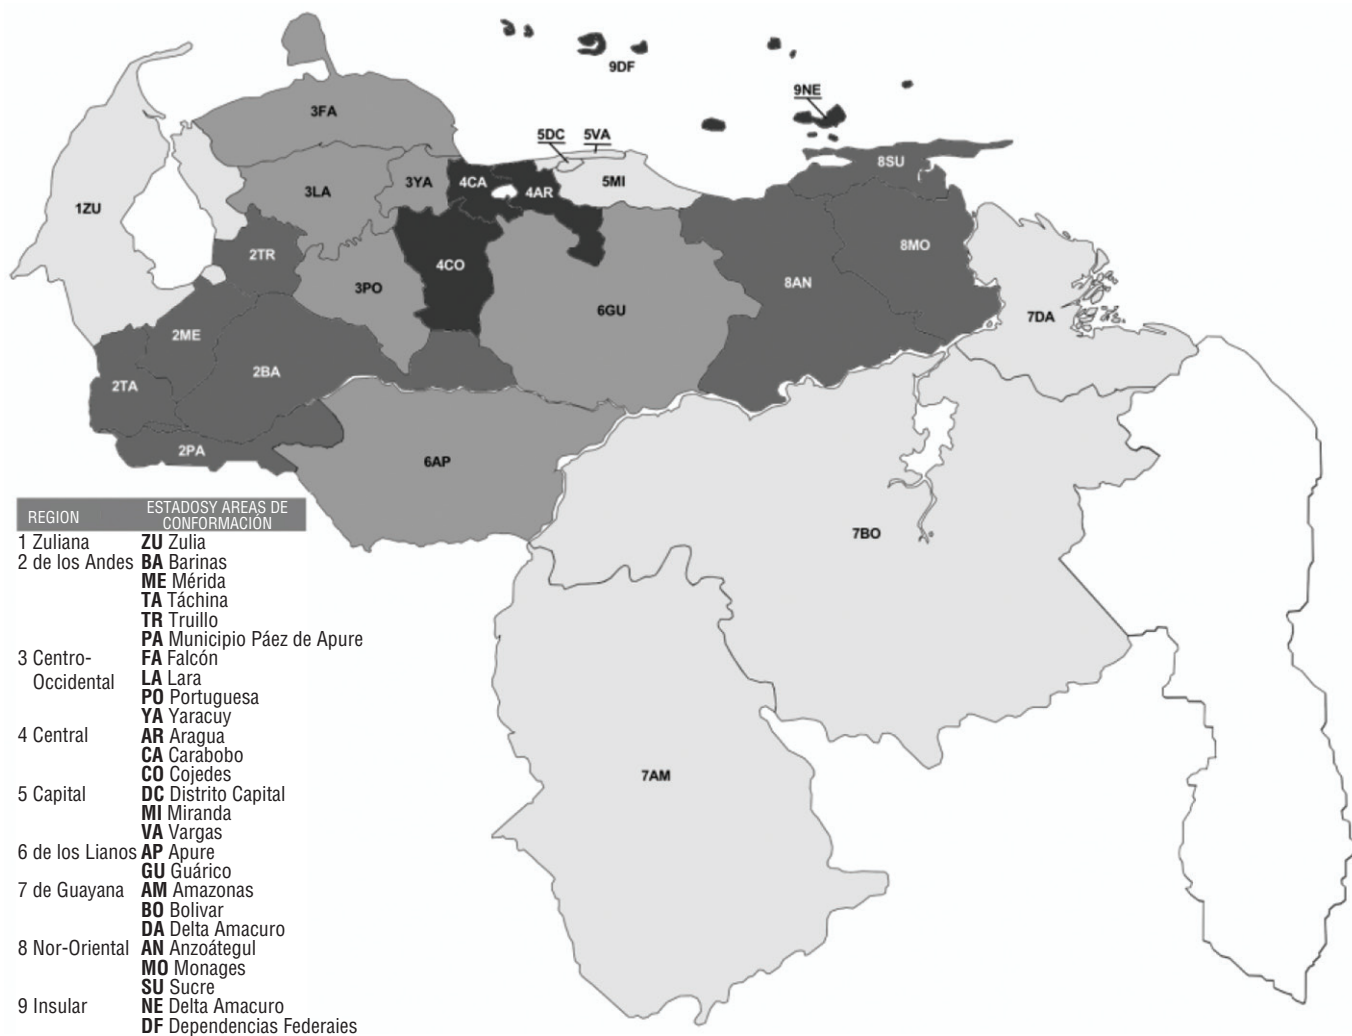 9DF
9NE
3FA
5DC
5VA
8SU
3LA
3YA
4CA
4AR
5MI
1ZU
2TR
4CO
8MO
3PO
8AN
6GU
7DA
2ME
2BA
2TA
2PA
6AP
7BO
7AM
REGION ESTADOSY AREAS DE CONFORMACIÓN
1 Zuliana ZU Zulia
2 de los Andes BA Barinas
ME Mérida
TA Táchina
TR Truillo
PA Municipio Páez de Apure
3 Centro- FA Falcón
Occidental LA Lara
PO Portuguesa
YA Yaracuy
4 Central AR Aragua
CA Carabobo
CO Cojedes
5 Capital DC Distrito Capital
MI Miranda
VA Vargas
6 de los Lianos AP Apure
GU Guárico
7 de Guayana AM Amazonas
BO Bolivar
DA Delta Amacuro
8 Nor-Oriental AN Anzoátegul
MO Monages
SU Sucre
9 Insular NE Delta Amacuro
DF Dependencias Federaies